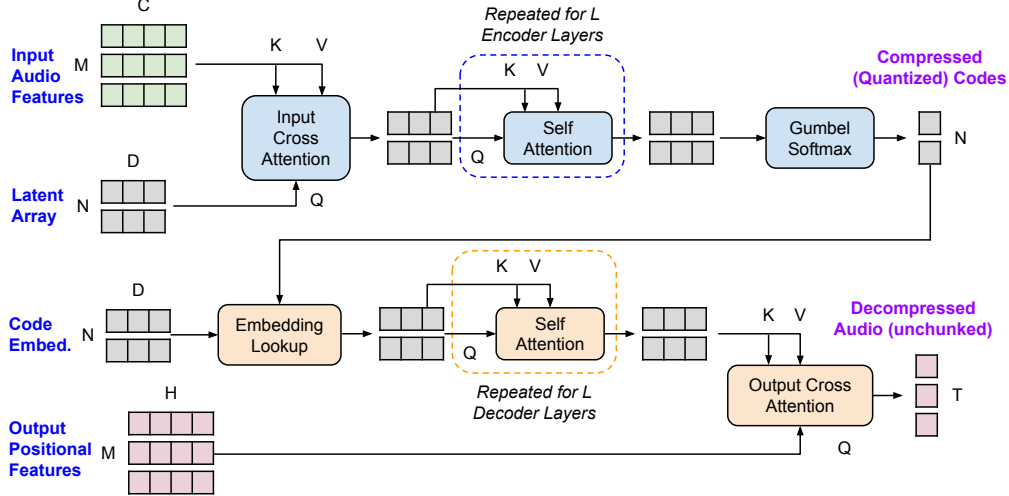 C
Repeated for L
Encoder Layers
Input
Audio
Features
M
K
V
K
V
Compressed
(Quantized) Codes
Input
Cross
Attention
Self
Attention
Gumbel
Softmax
N
Q
D
Q
Latent
Array
N
D
K
V
Code
Embed.
N
Embedding
Lookup
Q
Self
Attention
K
V
Decompressed
Audio (unchunked)
H
Repeated for L
Decoder Layers
Output Cross
Attention
T
Output
Positional
Features
M
Q